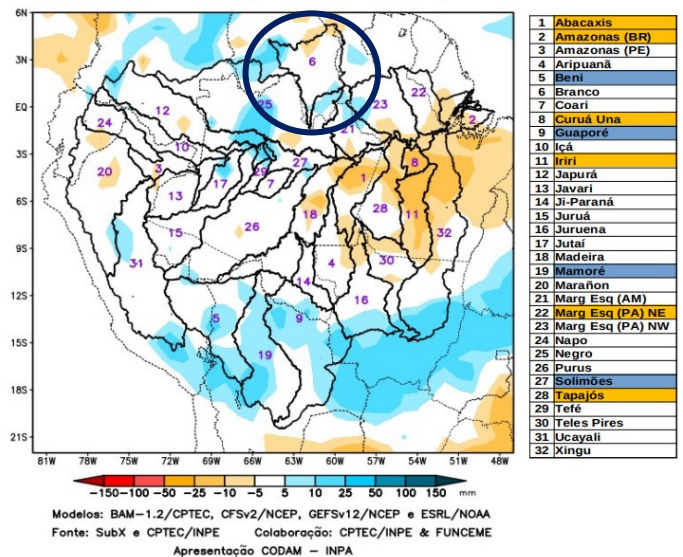 6N
3N
EQ
3S
6S
9S
12S
15S
18S
21S
81W 78W 75W 72W 69W 66W 63W 60W 57W 54W 51W 48W
6
25
23
22
12
24
21
2
10
3
20
29
27
17
7
8
1
13
18
28
11
15
26
32
31
4
30
14
16
5
9
19
-150 -100 -50 -25 -10 -5 5 10 25 50 100 150 mm
Modelos: BAM-1.2/CPTEC, CFSv2/NCEP, GEFSv12/NCEP e ESRL/NOAA
Fonte: SubX e CPTEC/INPE Colaboração: CPTEC/INPE & FUNCEME
Apresentação CODAM - INPA
1 Abacaxis
2 Amazonas (BR)
3 Amazonas (PE)
4 Aripuanã
5 Beni
6 Branco
7 Coari
8 Curuá Una
9 Guaporé
10 Içá
11 Iriri
12 Japurá
13 Javari
14 Ji-Paraná
15 Juruá
16 Juruena
17 Jutaí
18 Madeira
19 Mamoré
20 Marañon
21 Marg Esq (AM)
22 Marg Esq (PA) NE
23 Marg Esq (PA) NW
24 Napo
25 Negro
26 Purus
27 Solimões
28 Tapajós
29 Tefé
30 Teles Pires
31 Ucayali
32 Xingu